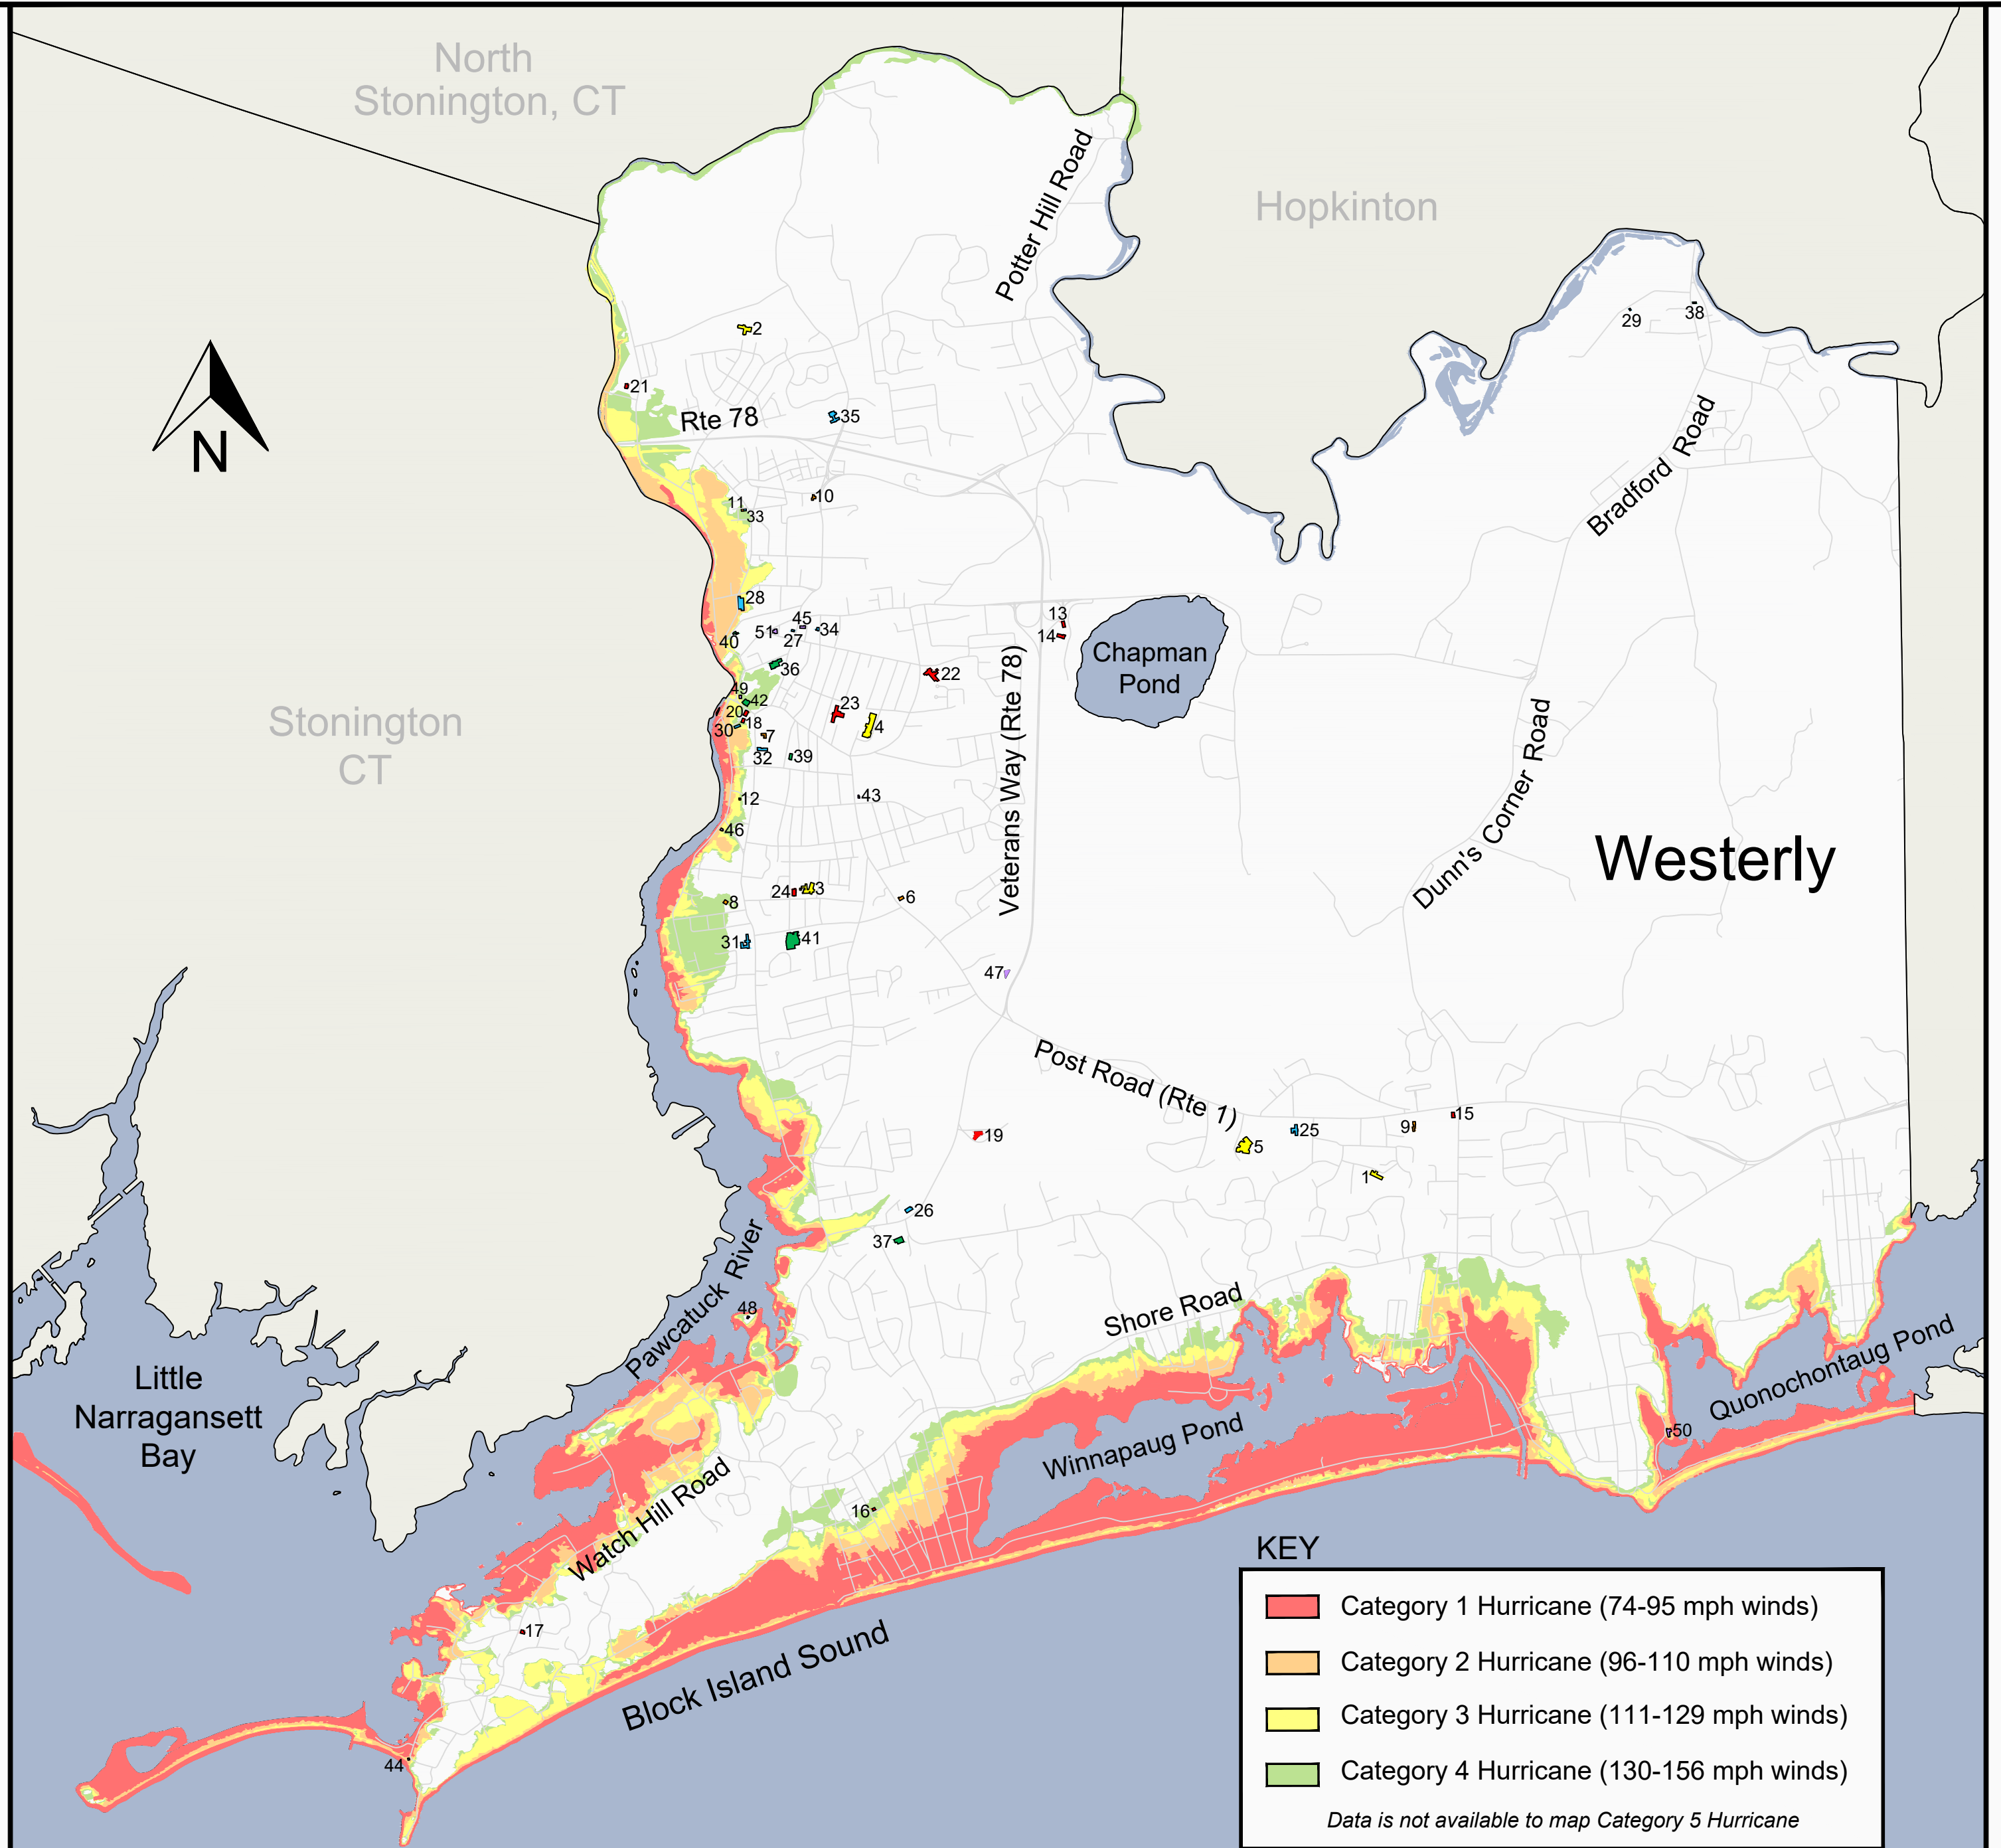 North
Stonington, CT
Hopkinton
Potter Hill Road
29
38
2
21
Rte 78
35
N
Bradford Road
10
11
33
28
45
13
51
34
40
27
14
Chapman
Pond
36
22
Veterans Way (Rte 78)
49
42
23
20
18
4
Stonington
CT
30
7
32
39
Dunn's Corner Road
12
43
46
Westerly
24
3
8
6
31
41
47
Post Road (Rte 1)
15
9
25
19
5
1
26
37
Pawcatuck River
48
Shore Road
Quonochontaug Pond
Little
Narragansett
Bay
50
Winnapaug Pond
Watch Hill Road
16
17
Block Island Sound
44
KEY
Category 1 Hurricane (74-95 mph winds)
Category 2 Hurricane (96-110 mph winds)
Category 3 Hurricane (111-129 mph winds)
Category 4 Hurricane (130-156 mph winds)
Data is not available to map Category 5 Hurricane